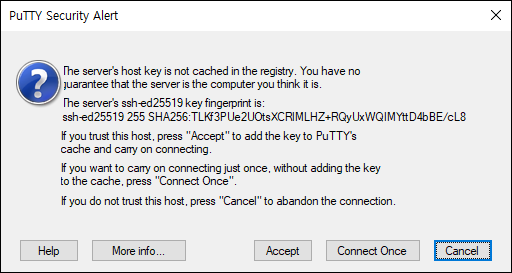 PuTTY Security Alert
The server's host key is not cached in the registry. You have no
guarantee that the server is the computer you think it is.
The server's ssh-ed25519 key fingerprint is:
ssh-ed25519 255 SHA256:TLKf3PUe2UOtsXCRIMLHZ+RQyUxWQIMYttD4bBE/cL8
If you trust this host, press "Accept" to add the key to PuTTY's
cache and carry on connecting.
If you want to carry on connecting just once, without adding the key
to the cache, press "Connect Once".
If you do not trust this host, press "Cancel" to abandon the connection.
Help More info... Accept Connect Once Cancel